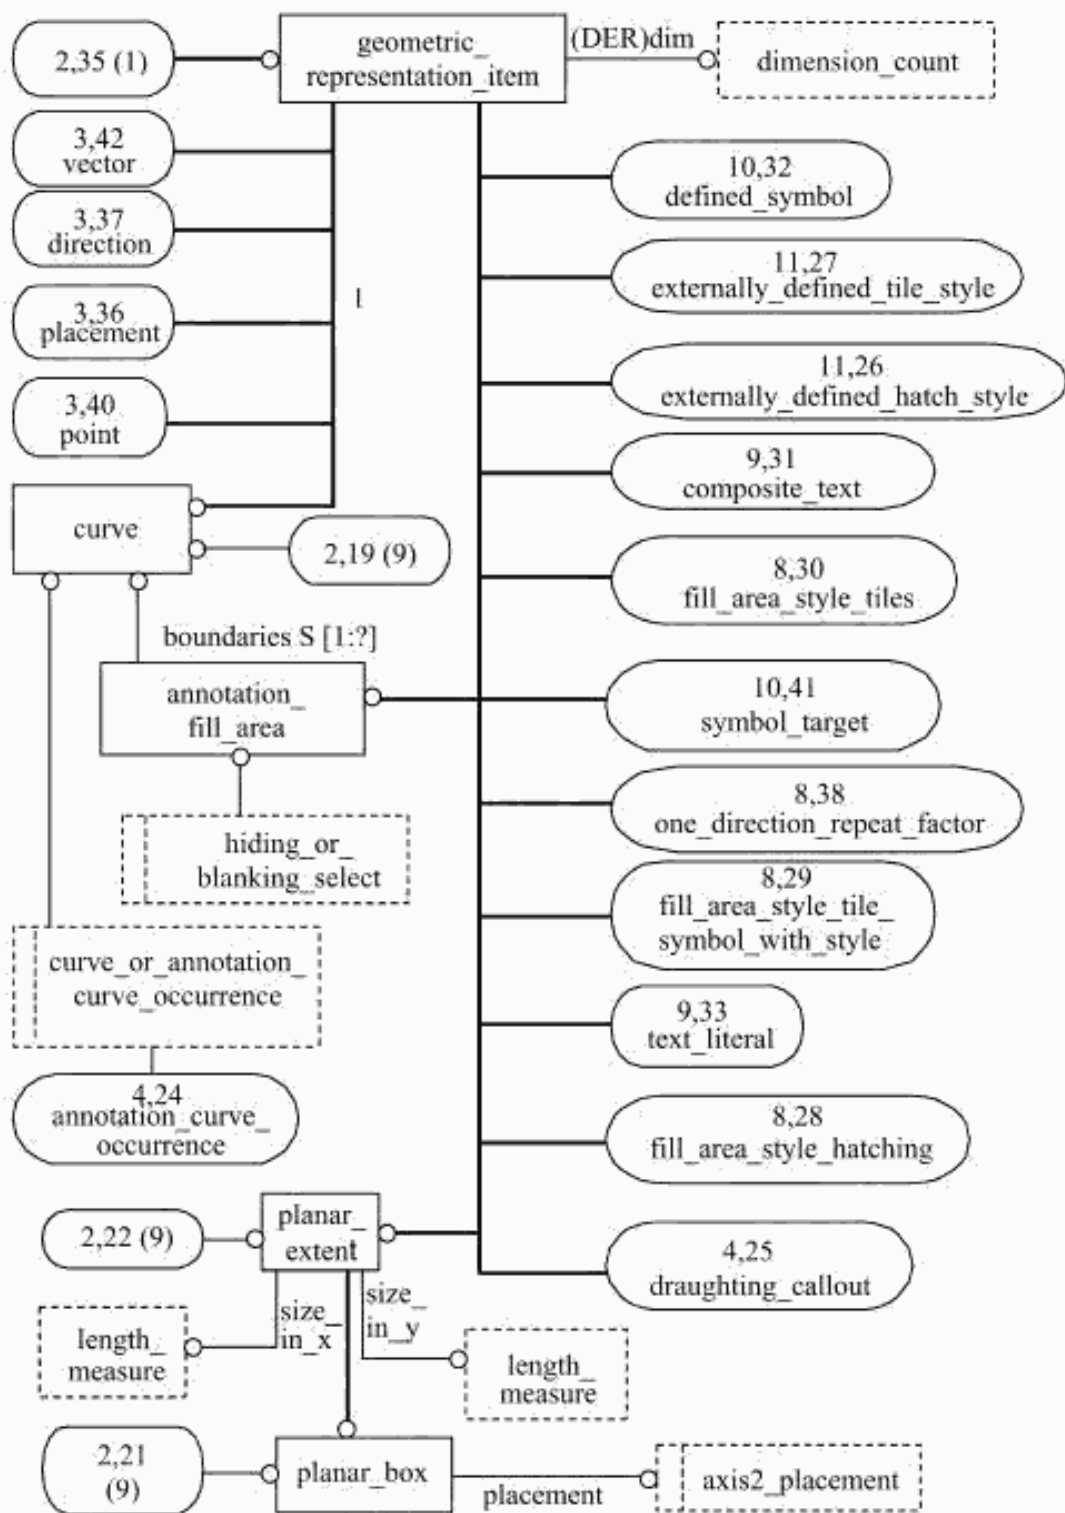 2,35 (1)
geometric_
representation_item
(DER)dim
dimension_count
3,42
vector
3,37
direction
3,36
placement
3,40
point
1
10,32
defined_symbol
11,27
externally_defined_tile_style
11,26
externally_defined_hatch_style
9,31
composite_text
curve
2,19 (9)
8,30
fill_area_style_tiles
boundaries S [1:?]
annotation_
fill_area
10,41
symbol_target
hiding_or_
blanking_select
8,38
one_direction_repeat_factor
8,29
fill_area_style_tile_
symbol_with_style
curve_or_annotation_
curve_occurrence
9,33
text_literal
4,24
annotation_curve_
occurrence
8,28
fill_area_style_hatching
2,22 (9)
planar_
extent
4,25
draughting_callout
size_
in_x
size_
in_y
length_
measure
length_
measure
2,21
(9)
planar_box
placement
axis2_placement